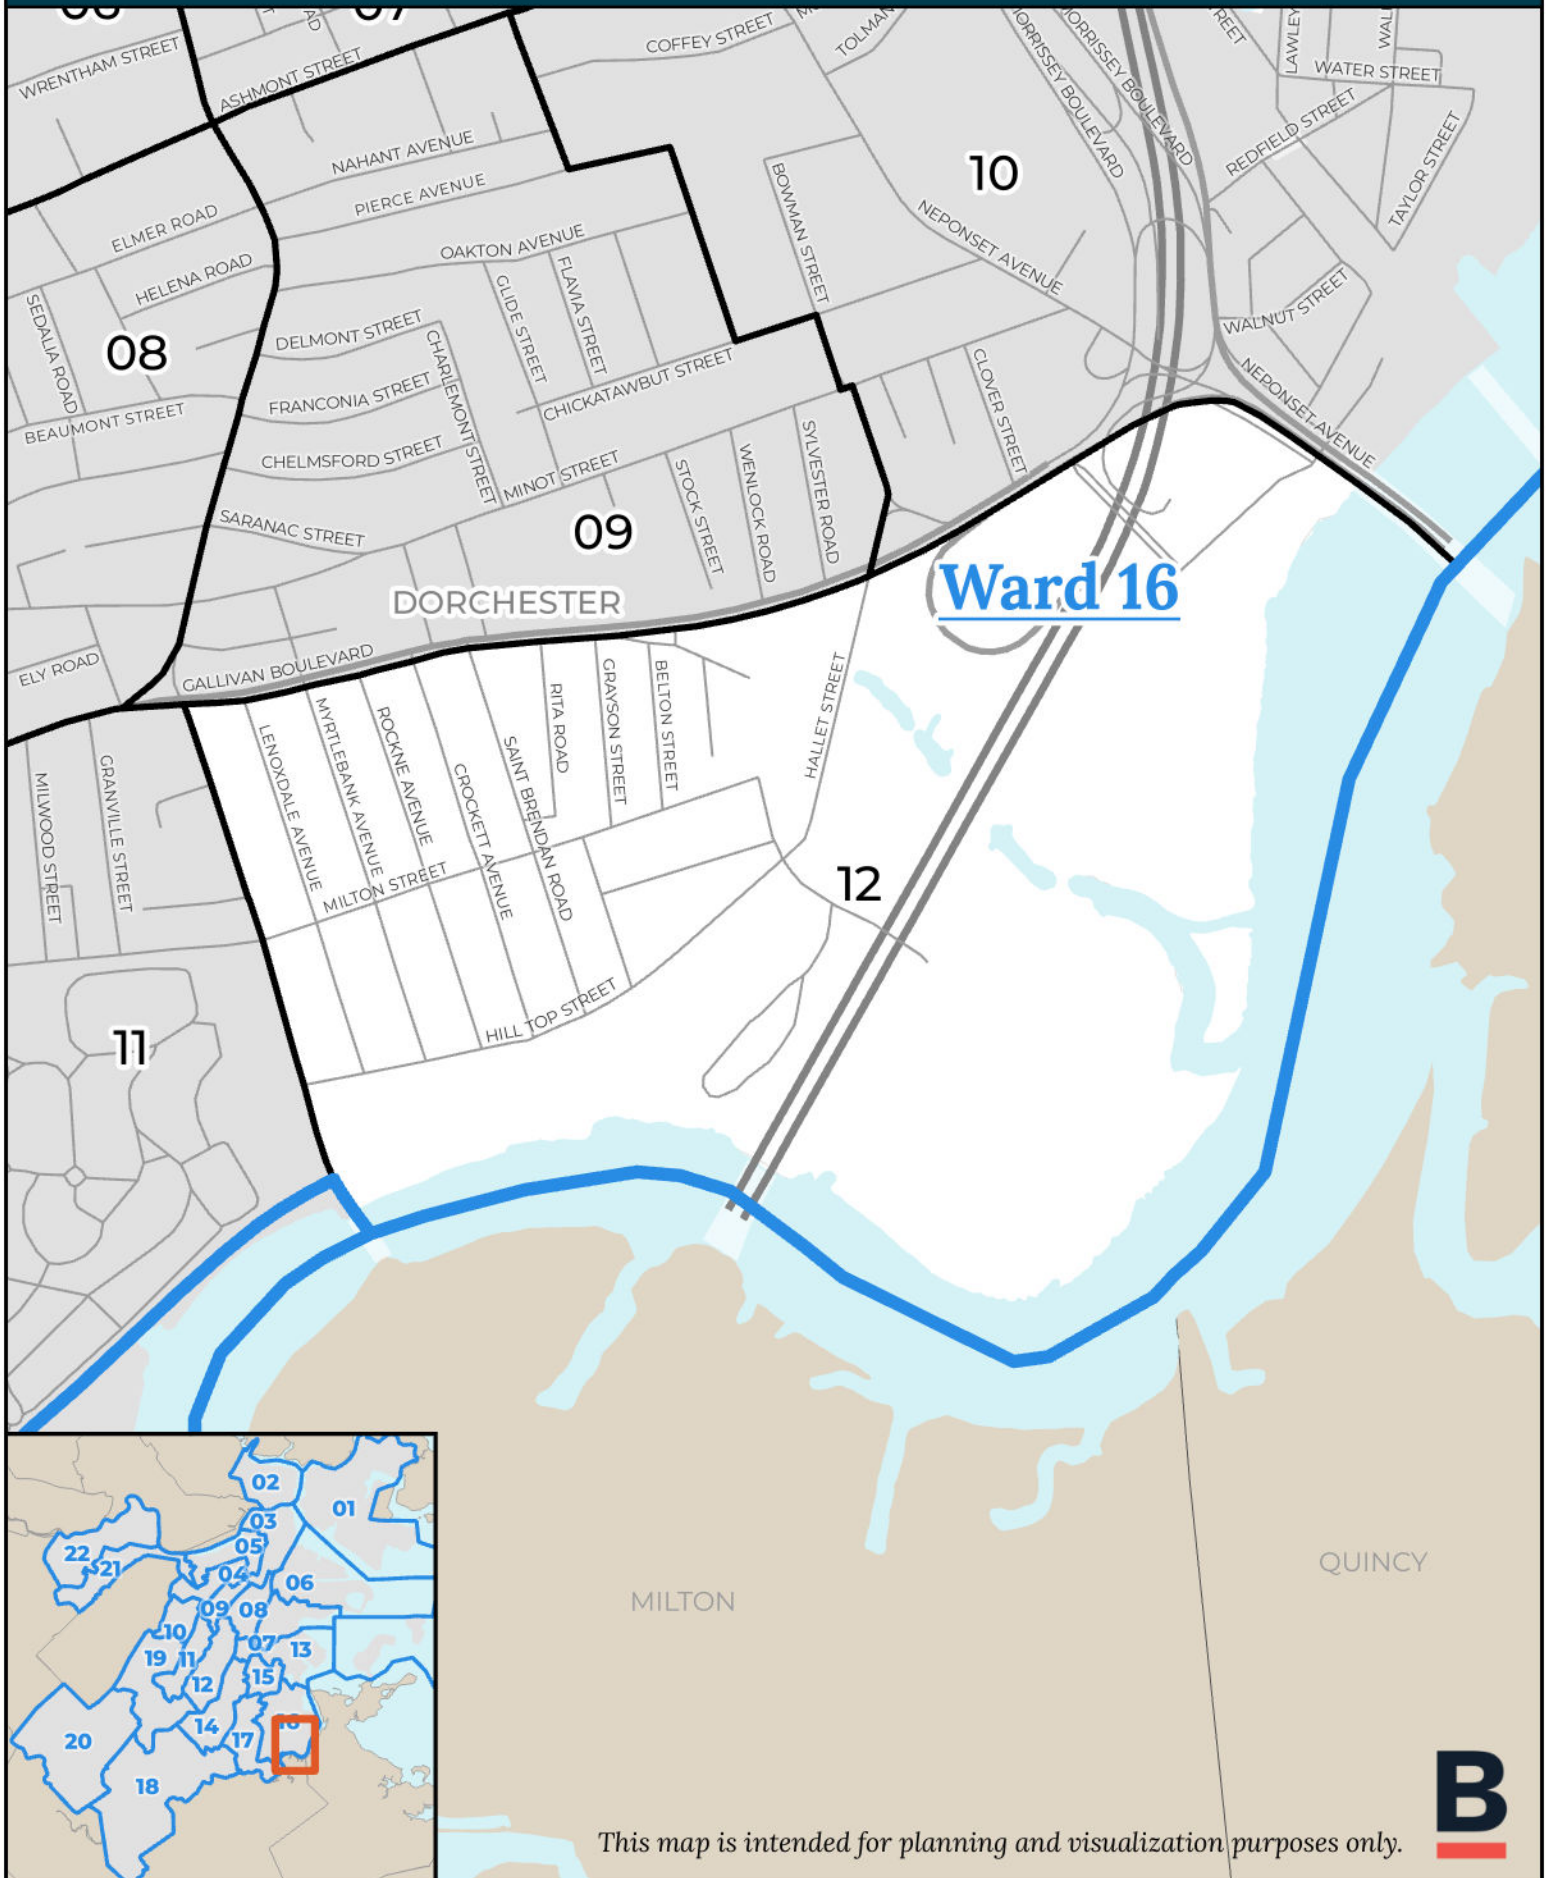 07
WRENTHAM STREET
ASHMONT STREET
COFFEY STREET
MORRISSEY BOULEVARD
MORRISSEY BOULEVARD
LAWLEY
WATER STREET
REDFIELD STREET
TAYLOR STREET
NAHANT AVENUE
PIERCE AVENUE
10
BOWMAN STREET
NEPONSET AVENUE
ELMER ROAD
OAKTON AVENUE
HELENA ROAD
GLIDE STREET
FLAVIA STREET
SEDALIA ROAD
08
DELMONT STREET
CHARLEMONT STREET
WALNUT STREET
NEPONSET AVENUE
FRANCONIA STREET
CHICKATAWBUT STREET
CLOVER STREET
BEAUMONT STREET
CHELMSFORD STREET
MINOT STREET
STOCK STREET
WENLOCK ROAD
SYLVESTER ROAD
SARANAC STREET
09
DORCHESTER
Ward 16
ELY ROAD
GALLIVAN BOULEVARD
LENOXDALE AVENUE
MYRTLEBANK AVENUE
ROCKNE AVENUE
CROCKETT AVENUE
SAINT BRENDAN ROAD
RITA ROAD
GRAYSON STREET
BELTON STREET
HALLET STREET
MILWOOD STREET
GRANVILLE STREET
MILTON STREET
12
HILL TOP STREET
11
MILTON
QUINCY
02
01
03
05
22
21
04
06
09
08
10
07
13
19
11
12
15
14
17
20
18
This map is intended for planning and visualization purposes only.
B